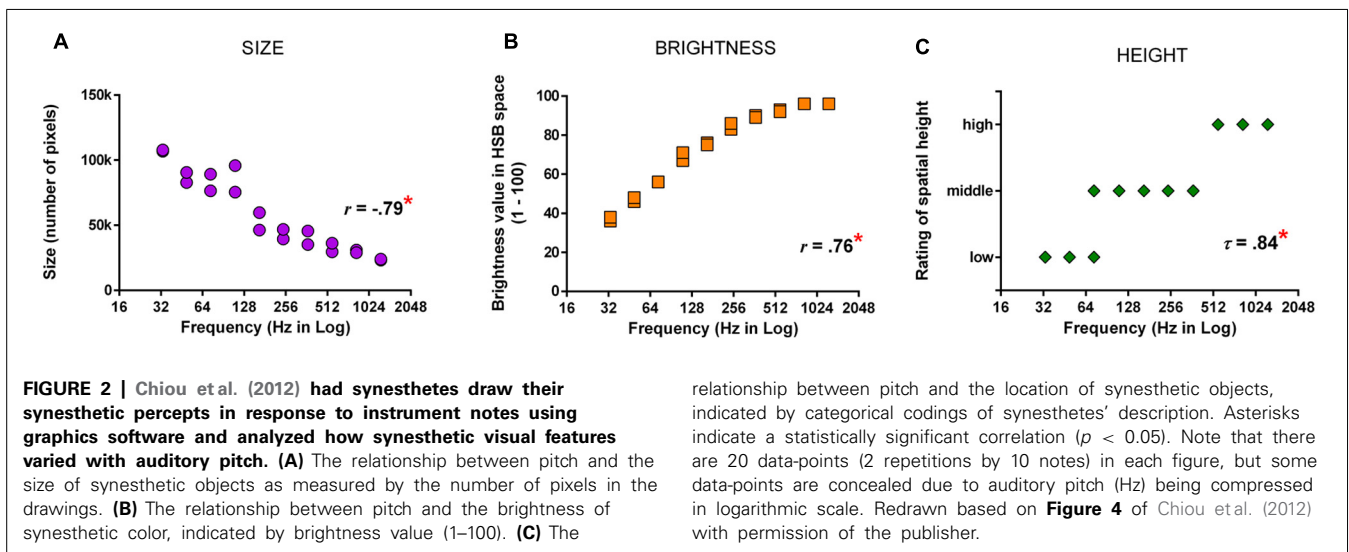 A
SIZE
Size (number of pixels)
150k
100k
50k
0
r = -.79*
16 32 64 128 256 512 1024 2048
Frequency (Hz in Log)
B
BRIGHTNESS
Brightness value in HSB space
(1 - 100)
100
80
60
40
20
0
r = .76*
16 32 64 128 256 512 1024 2048
Frequency (Hz in Log)
C
HEIGHT
Rating of spatial height
high
middle
low
τ = .84*
16 32 64 128 256 512 1024 2048
Frequency (Hz in Log)
FIGURE 2 | Chiou et al. (2012) had synesthetes draw their
synesthetic percepts in response to instrument notes using
graphics software and analyzed how synesthetic visual features
varied with auditory pitch. (A) The relationship between pitch and the
size of synesthetic objects as measured by the number of pixels in the
drawings. (B) The relationship between pitch and the brightness of
synesthetic color, indicated by brightness value (1–100). (C) The
relationship between pitch and the location of synesthetic objects,
indicated by categorical codings of synesthetes' description. Asterisks
indicate a statistically significant correlation (p < 0.05). Note that there
are 20 data-points (2 repetitions by 10 notes) in each figure, but some
data-points are concealed due to auditory pitch (Hz) being compressed
in logarithmic scale. Redrawn based on Figure 4 of Chiou et al. (2012)
with permission of the publisher.